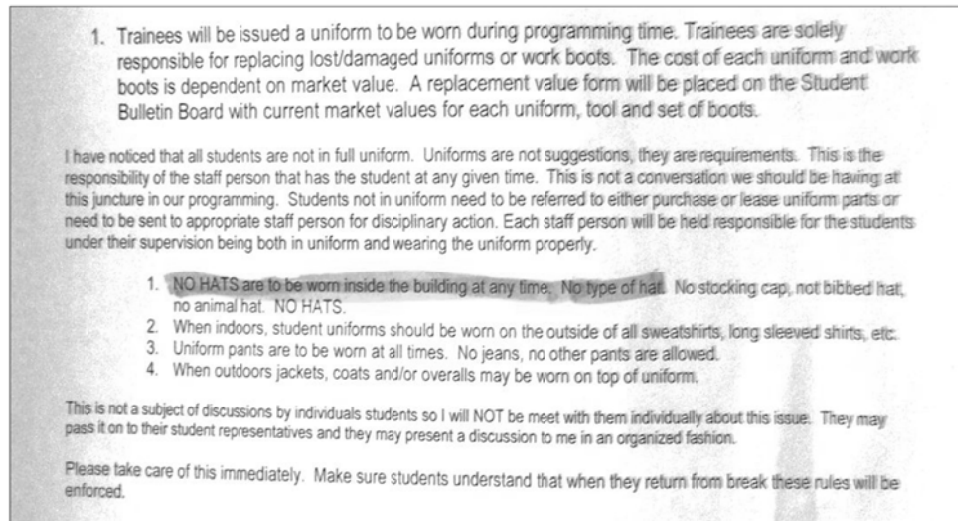 1. Trainees will be issued a uniform to be worn during programming time. Trainees are solely
responsible for replacing lost/damaged uniforms or work boots. The cost of each uniform and work
boots is dependent on market value. A replacement value form will be placed on the Student
Bulletin Board with current market values for each uniform, tool and set of boots.
I have noticed that all students are not in full uniform. Uniforms are not suggestions, they are requirements. This is the
responsibility of the staff person that has the student at any given time. This is not a conversation we should be having at
this juncture in our programming. Students not in uniform need to be referred to either purchase or lease uniform parts or
need to be sent to appropriate staff person for disciplinary action. Each staff person will be held responsible for the students
under their supervision being both in uniform and wearing the uniform properly.
1. NO HATS are to be worn inside the building at any time. No type of hat. No stocking cap, not bibbed hat,
no animal hat. NO HATS.
2. When indoors, student uniforms should be worn on the outside of all sweatshirts, long sleeved shirts, etc.
3. Uniform pants are to be worn at all times. No jeans, no other pants are allowed.
4. When outdoors jackets, coats and/or overalls may be worn on top of uniform.
This is not a subject of discussions by individuals students so I will NOT be meet with them individually about this issue. They may
pass it on to their student representatives and they may present a discussion to me in an organized fashion.
Please take care of this immediately. Make sure students understand that when they return from break these rules will be
enforced.